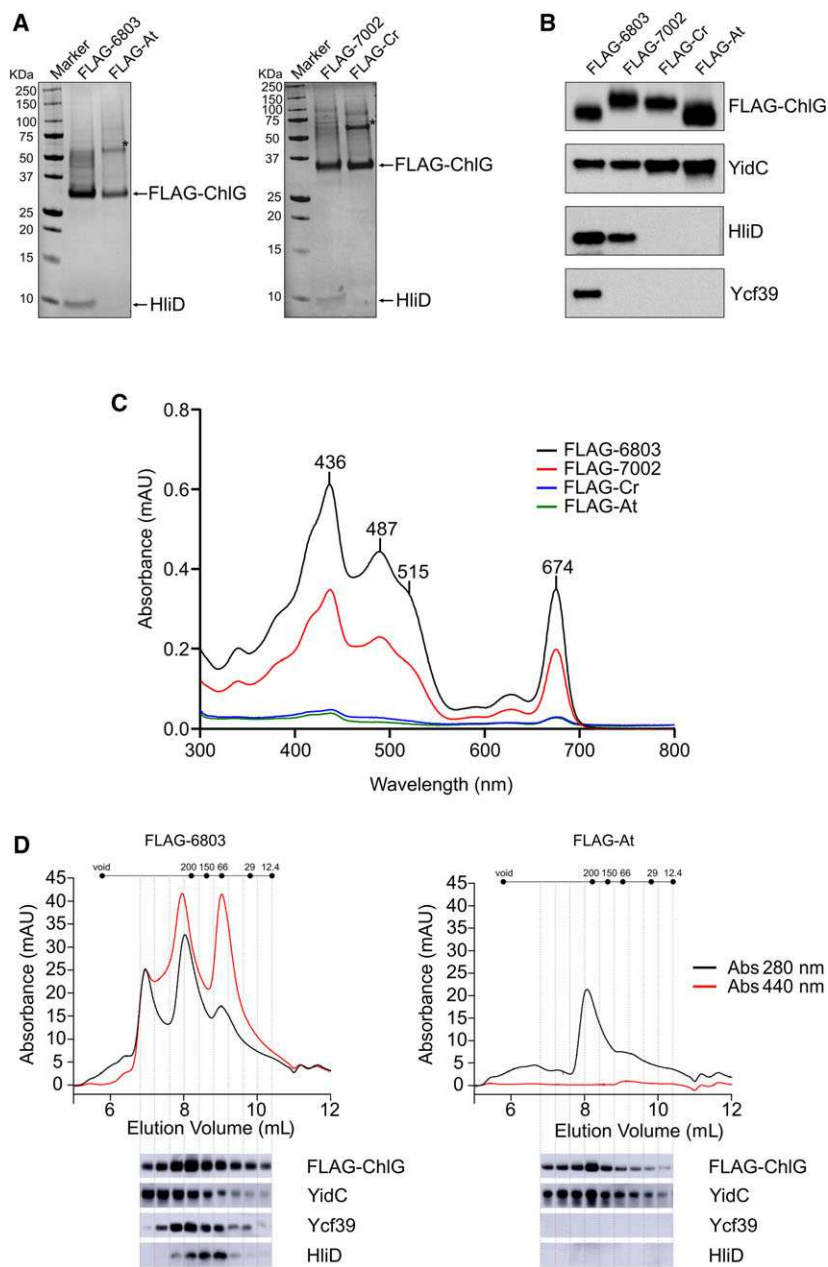 A
KDa
Marker
FLAG-6803
FLAG-At
250
150
100
75
50
37
25
20
15
10
*
FLAG-ChlG
HliD
KDa
Marker
FLAG-7002
FLAG-Cr
250
150
100
75
50
37
25
20
15
10
*
FLAG-ChlG
HliD
B
FLAG-6803
FLAG-7002
FLAG-Cr
FLAG-At
FLAG-ChlG
YidC
HliD
Ycf39
C
Absorbance (mAU)
0.8
0.6
0.4
0.2
0.0
436
487
515
674
FLAG-6803
FLAG-7002
FLAG-Cr
FLAG-At
300 400 500 600 700 800
Wavelength (nm)
D
FLAG-6803
void 200 150 66 29 12.4
Absorbance (mAU)
45
40
35
30
25
20
15
10
5
0
6 8 10 12
Elution Volume (mL)
FLAG-ChlG
YidC
Ycf39
HliD
FLAG-At
void 200 150 66 29 12.4
Absorbance (mAU)
45
40
35
30
25
20
15
10
5
0
Abs 280 nm
Abs 440 nm
6 8 10 12
Elution Volume (mL)
FLAG-ChlG
YidC
Ycf39
HliD